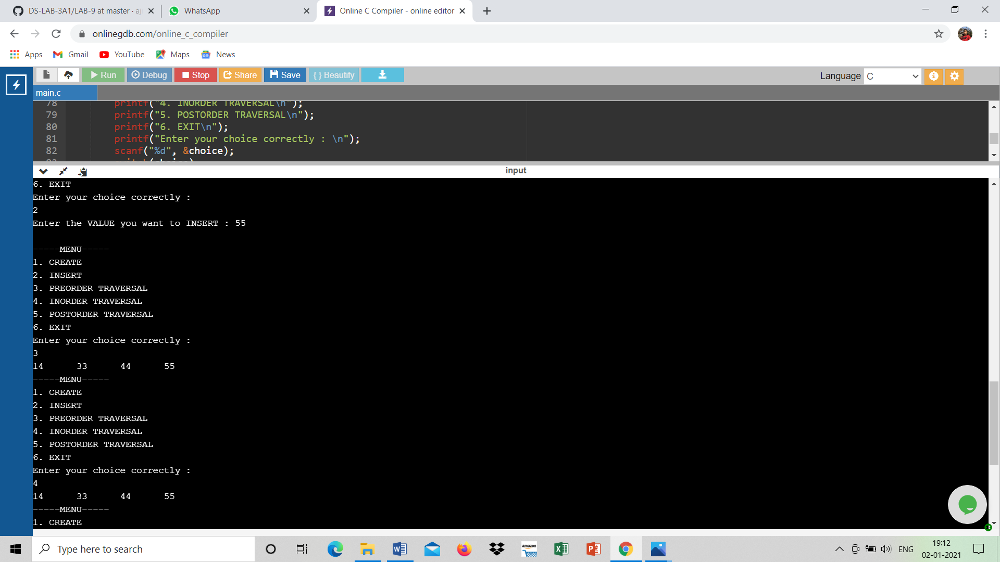 DS-LAB-3A1/LAB-9 at master · aj
WhatsApp
Online C Compiler - online editor
onlinegdb.com/online_c_compiler
Apps Gmail YouTube Maps News
Run Debug Stop Share Save { } Beautify Language C
main.c
78 printf("4. INORDER TRAVERSAL\n");
79 printf("5. POSTORDER TRAVERSAL\n");
80 printf("6. EXIT\n");
81 printf("Enter your choice correctly : \n");
82 scanf("%d", &choice);
83 switch(choice)
input
6. EXIT
Enter your choice correctly :
2
Enter the VALUE you want to INSERT : 55
-----MENU-----
1. CREATE
2. INSERT
3. PREORDER TRAVERSAL
4. INORDER TRAVERSAL
5. POSTORDER TRAVERSAL
6. EXIT
Enter your choice correctly :
3
14 33 44 55
-----MENU-----
1. CREATE
2. INSERT
3. PREORDER TRAVERSAL
4. INORDER TRAVERSAL
5. POSTORDER TRAVERSAL
6. EXIT
Enter your choice correctly :
4
14 33 44 55
-----MENU-----
1. CREATE
Type here to search
amazon
ENG
19:12
02-01-2021